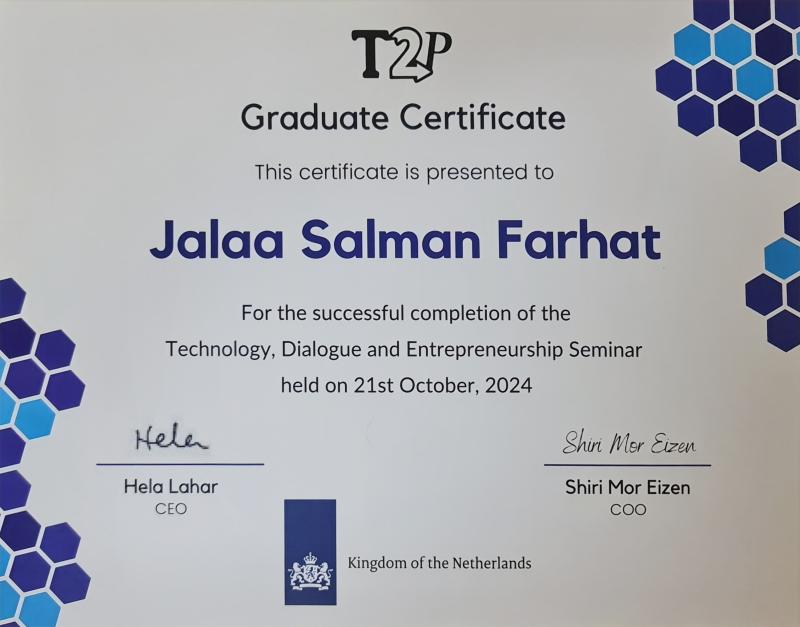 T2P
Graduate Certificate
This certificate is presented to
Jalaa Salman Farhat
For the successful completion of the
Technology, Dialogue and Entrepreneurship Seminar
held on 21st October, 2024
Hela
Hela Lahar
CEO
Shiri Mor Eizen
Shiri Mor Eizen
COO
Kingdom of the Netherlands